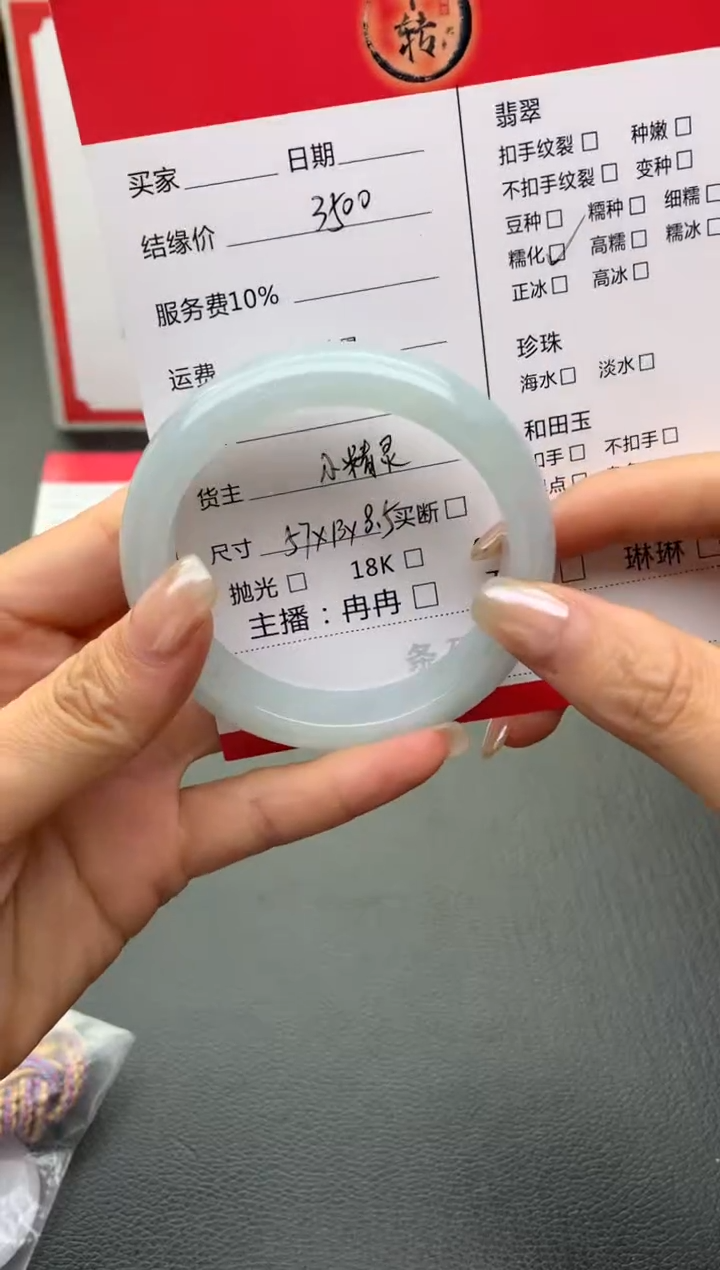 转
买家 日期
结缘价 3500
服务费10%
运费
货主 小精灵
尺寸 57x13x8.5 买断□
抛光□ 18K□
主播：冉冉□
翡翠
扣手纹裂□ 种嫩□
不扣手纹裂□ 变种□
豆种□ 糯种□ 细糯□
糯化☑ 高糯□ 糯冰□
正冰□ 高冰□
珍珠
海水□ 淡水□
和田玉
扣手□ 不扣手□
点□
琳琳□